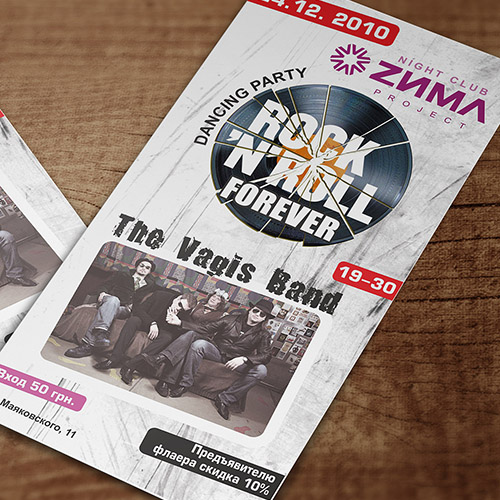 24.12. 2010
NIGHT CLUB
ZИМА
PROJECT
DANCING PARTY
ROCK
'N'ROLL
FOREVER
The Vagis Band
19-30
Вход 50 грн.
Маяковского, 11
Предъявителю
флаера скидка 10%